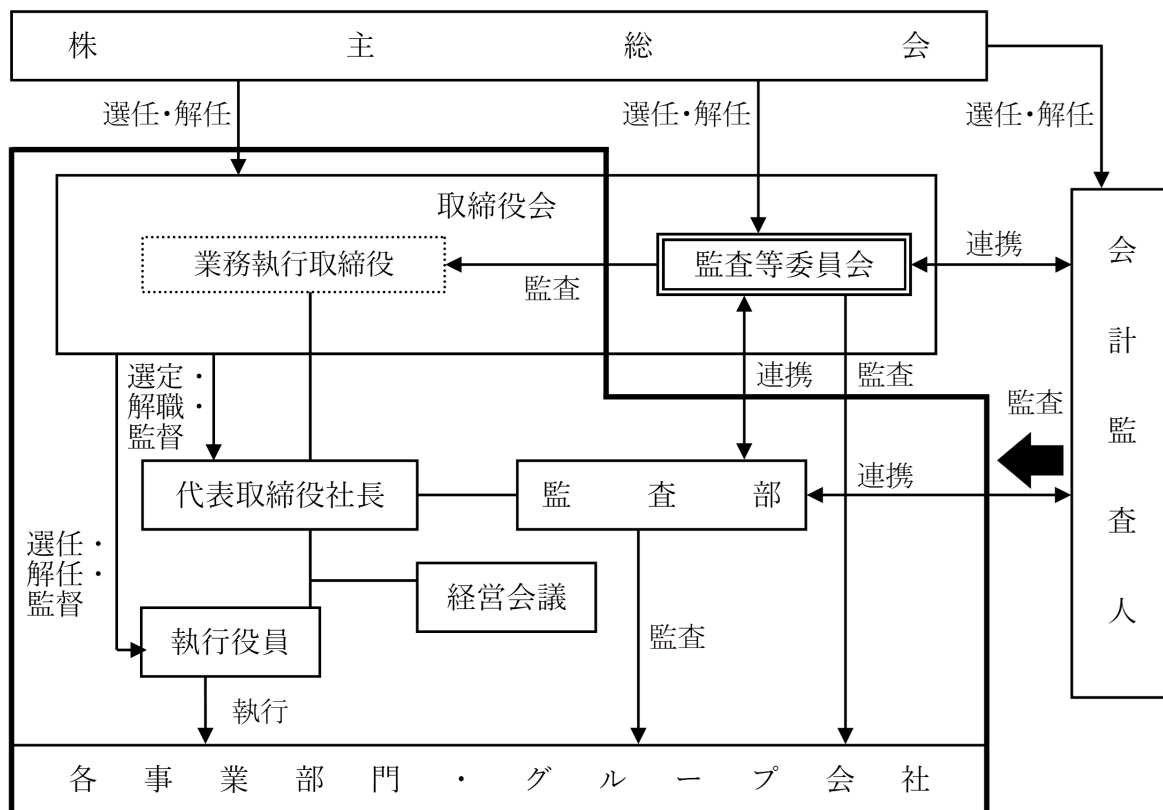 株主総会
選任・解任
選任・解任
選任・解任
取締役会
業務執行取締役
監査
監査等委員会
連携
会計監査人
選定・
解職・
監督
連携
監査
監査
代表取締役社長
監査部
連携
選任・
解任・
監督
経営会議
執行役員
監査
執行
各事業部門・グループ会社